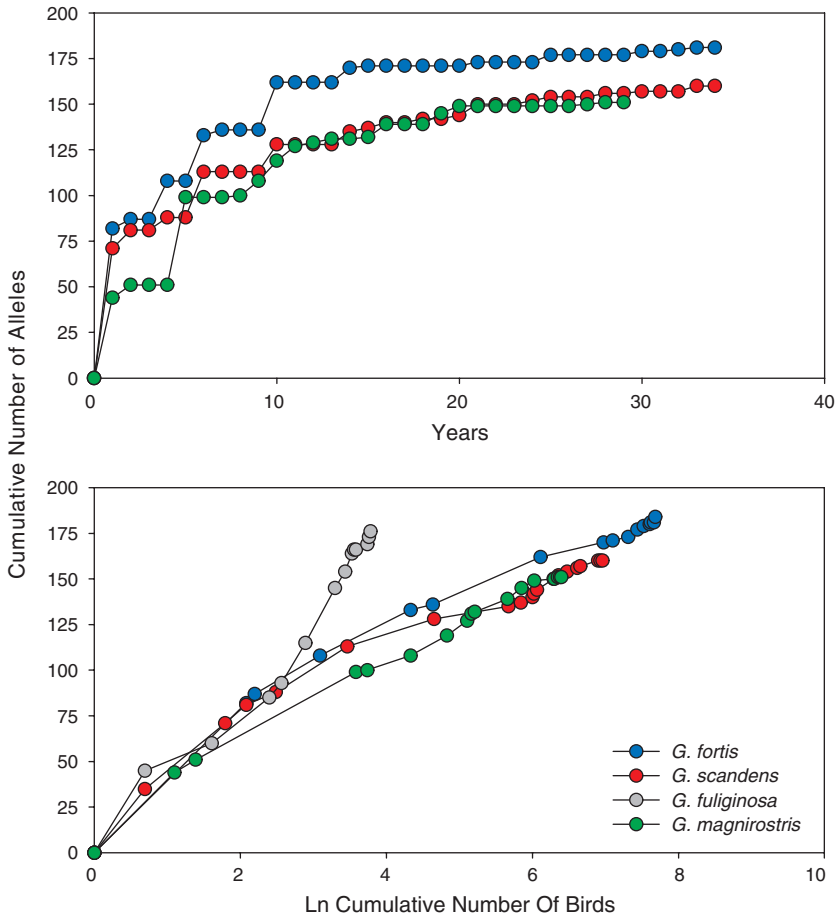 Cumulative Number of Alleles
200
175
150
125
100
75
50
25
0
0 10 20 30 40
Years
200
175
150
125
100
75
50
25
0
0 2 4 6 8 10
Ln Cumulative Number Of Birds
G. fortis
G. scandens
G. fuliginosa
G. magnirostris